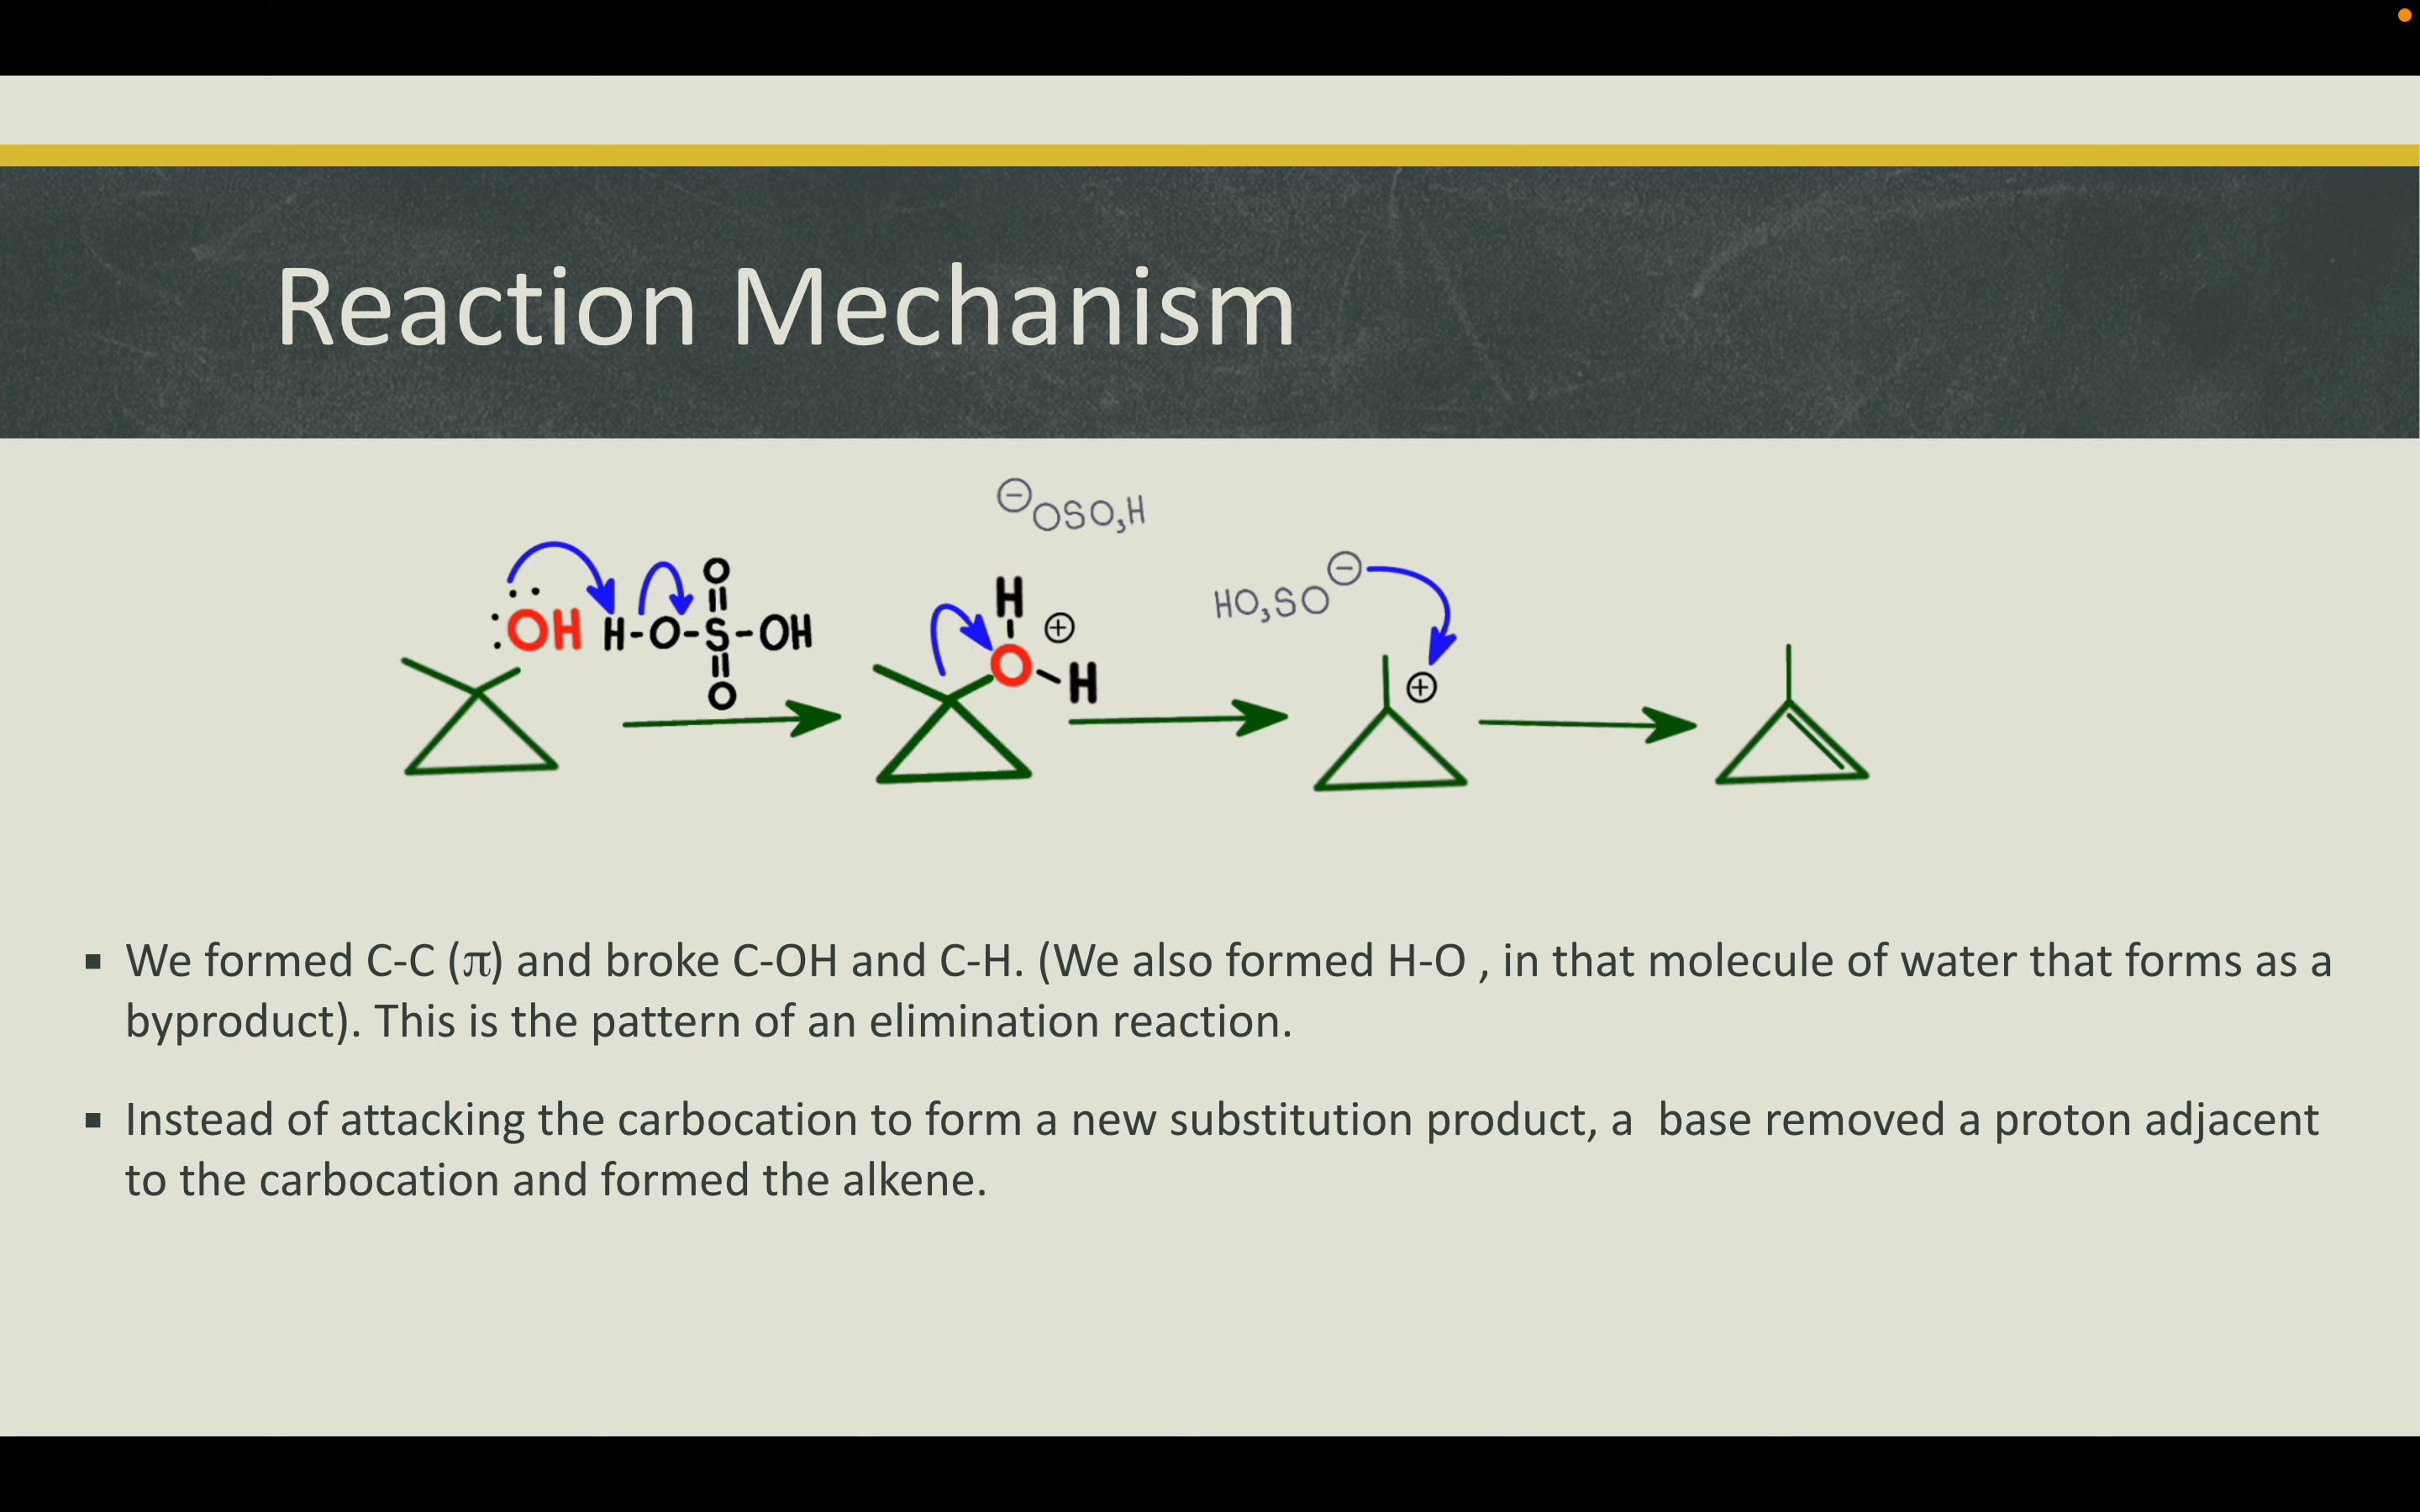 Reaction Mechanism
⊖OSO₃H
:ÖH H-O-S-OH
O
O
H
O-H ⊕
HO₃SO⊖
⊕
▪ We formed C-C (π) and broke C-OH and C-H. (We also formed H-O , in that molecule of water that forms as a
byproduct). This is the pattern of an elimination reaction.
▪ Instead of attacking the carbocation to form a new substitution product, a  base removed a proton adjacent
to the carbocation and formed the alkene.